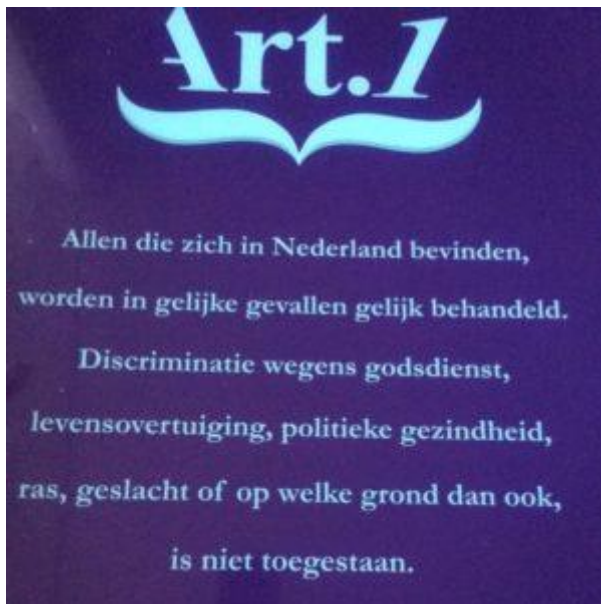 Art.1
Allen die zich in Nederland bevinden,
worden in gelijke gevallen gelijk behandeld.
Discriminatie wegens godsdienst,
levensovertuiging, politieke gezindheid,
ras, geslacht of op welke grond dan ook,
is niet toegestaan.